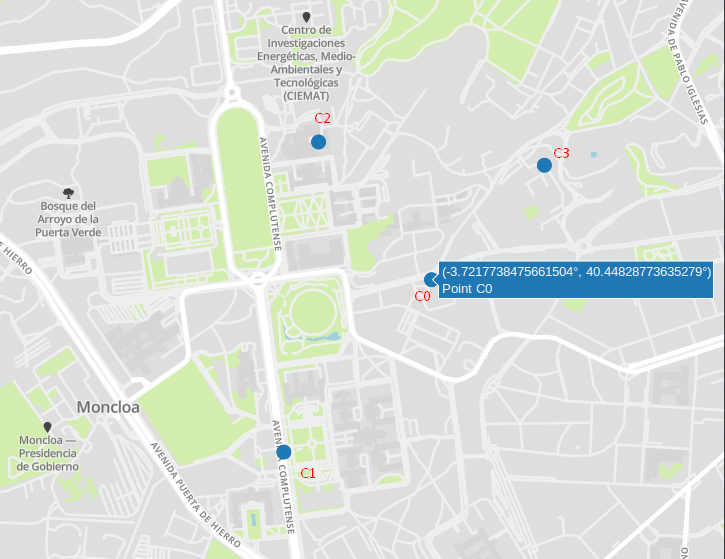 Centro de
Investigaciones
Energéticas, Medio-
Ambientales y
Tecnológicas
(CIEMAT)
AVENIDA DE PABLO IGLESIAS
C2
C3
AVENIDA COMPLUTENSE
Bosque del
Arroyo de la
Puerta Verde
DE HIERRO
(-3.7217738475661504°, 40.44828773635279°)
Point C0
C0
Moncloa
Moncloa —
Presidencia
de Gobierno
AVENIDA COMPLUTENSE
C1
AVENIDA PUERTA DE HIERRO